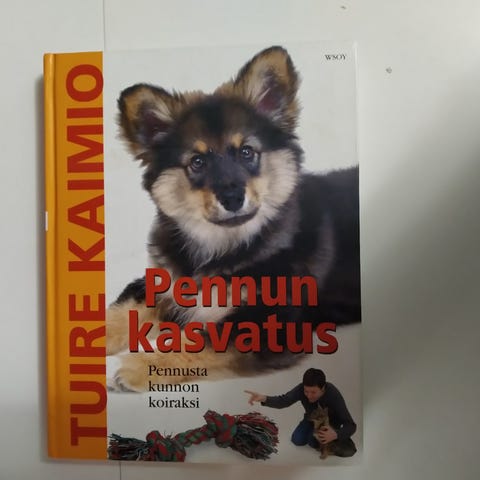 TUIRE KAIMIO
WSOY
Pennun
kasvatus
Pennusta
kunnon
koiraksi